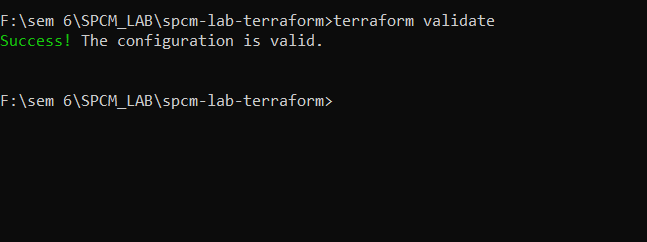 F:\sem 6\SPCM_LAB\spcm-lab-terraform>terraform validate
Success! The configuration is valid.
F:\sem 6\SPCM_LAB\spcm-lab-terraform>